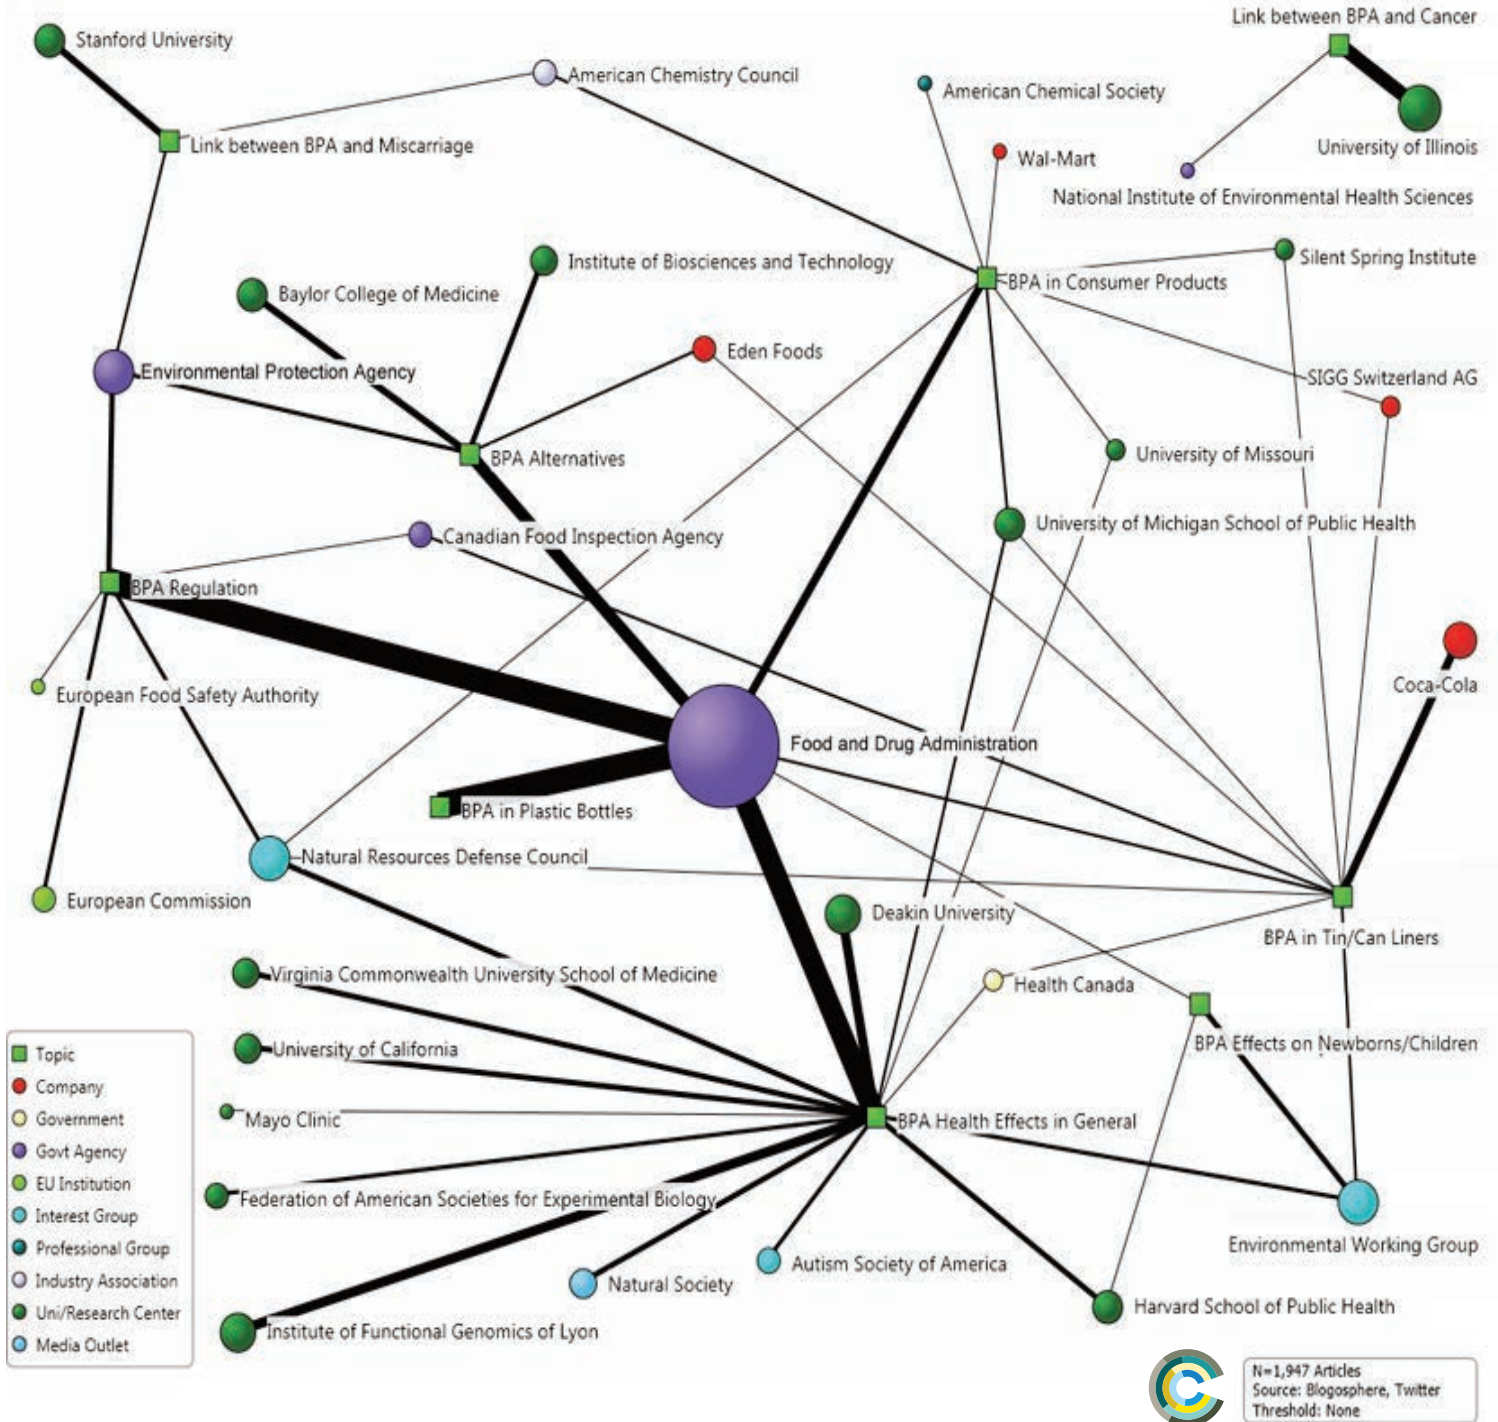 Link between BPA and Cancer
Stanford University
American Chemistry Council
American Chemical Society
Link between BPA and Miscarriage
University of Illinois
Wal-Mart
National Institute of Environmental Health Sciences
Institute of Biosciences and Technology
Silent Spring Institute
BPA in Consumer Products
Baylor College of Medicine
Eden Foods
Environmental Protection Agency
SIGG Switzerland AG
University of Missouri
BPA Alternatives
University of Michigan School of Public Health
Canadian Food Inspection Agency
BPA Regulation
Coca-Cola
European Food Safety Authority
Food and Drug Administration
BPA in Plastic Bottles
Natural Resources Defense Council
European Commission
Deakin University
BPA in Tin/Can Liners
Virginia Commonwealth University School of Medicine
Health Canada
BPA Effects on Newborns/Children
University of California
Mayo Clinic
BPA Health Effects in General
Federation of American Societies for Experimental Biology
Environmental Working Group
Autism Society of America
Natural Society
Harvard School of Public Health
Institute of Functional Genomics of Lyon
Topic
Company
Government
Govt Agency
EU Institution
Interest Group
Professional Group
Industry Association
Uni/Research Center
Media Outlet
N=1,947 Articles
Source: Blogosphere, Twitter
Threshold: None